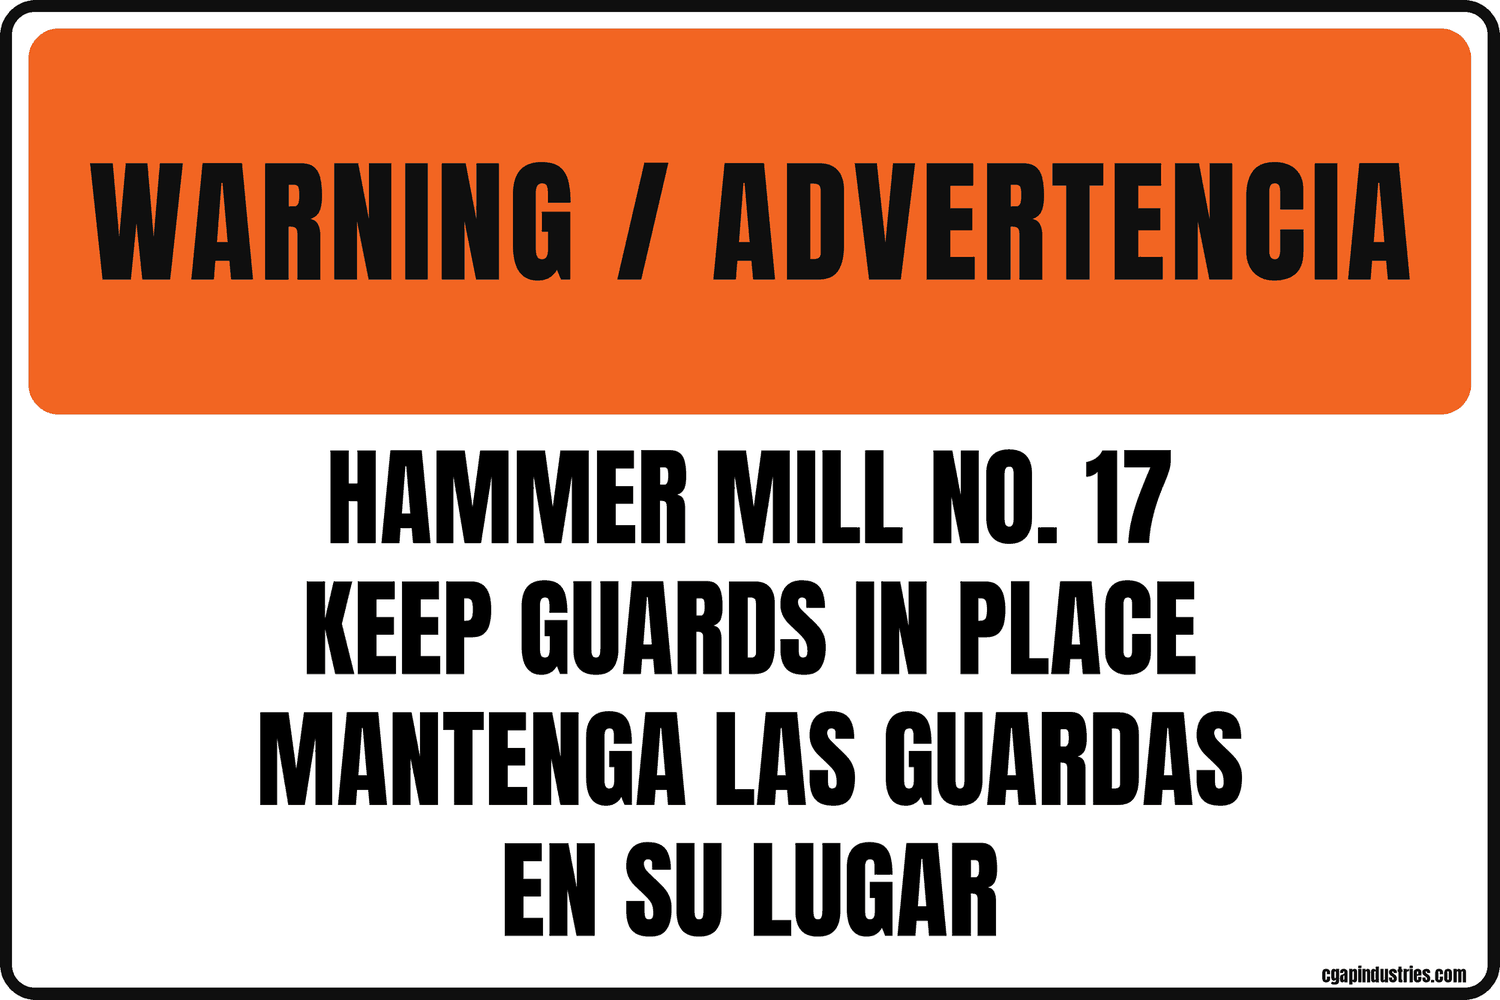 WARNING / ADVERTENCIA
HAMMER MILL NO. 17
KEEP GUARDS IN PLACE
MANTENGA LAS GUARDAS
EN SU LUGAR
cgapindustries.com